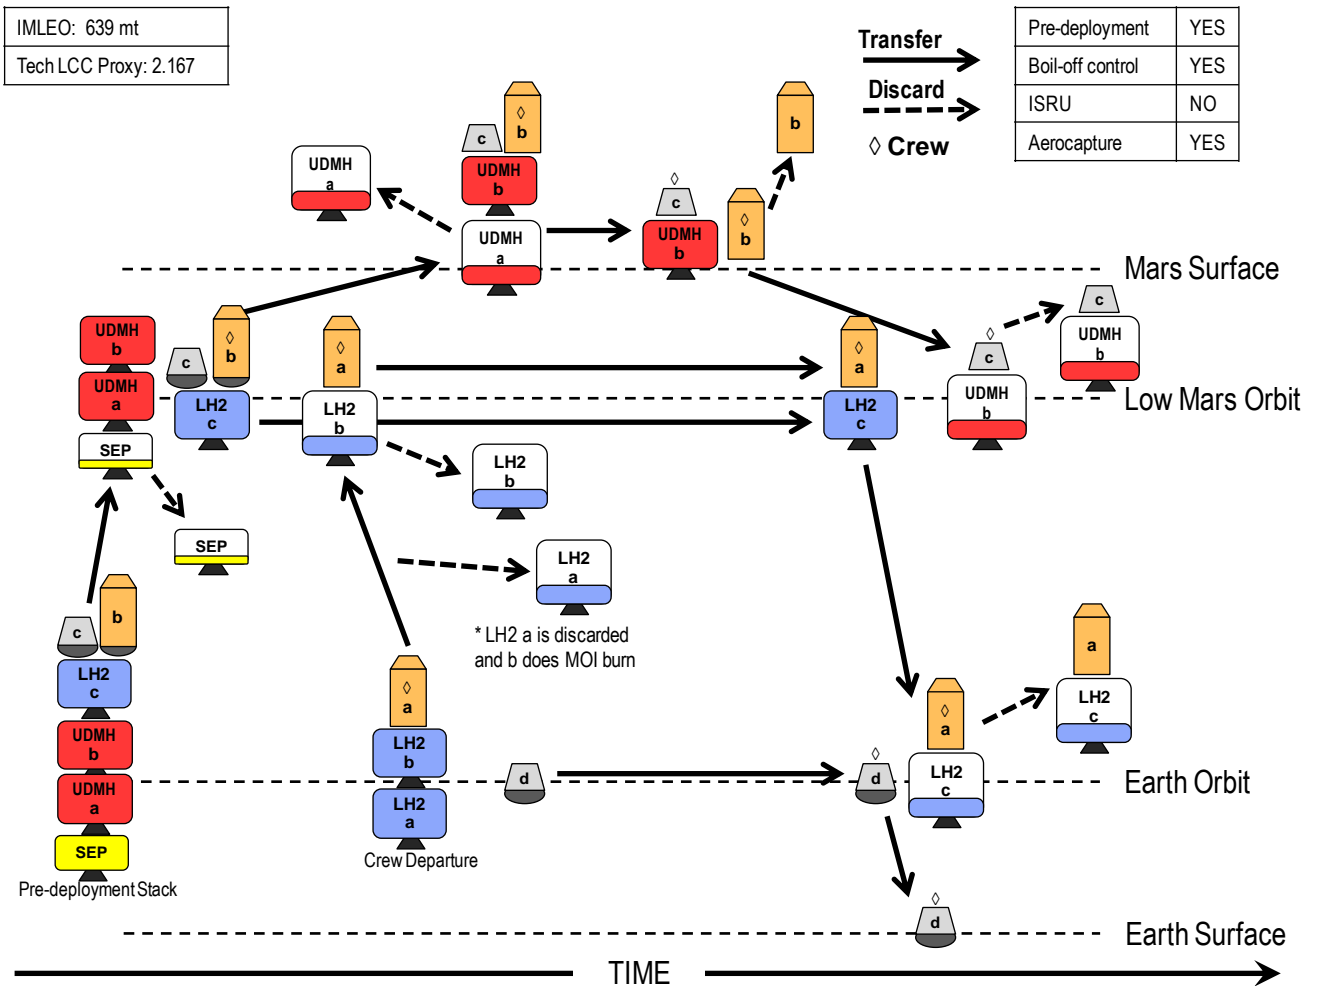 IMLEO: 639 mt
Tech LCC Proxy: 2.167
Transfer
Discard
◊ Crew
Pre-deployment YES
Boil-off control YES
ISRU NO
Aerocapture YES
UDMH
a
c
◊
b
UDMH
b
UDMH
a
◊
c
UDMH
b
◊
b
b
Mars Surface
UDMH
b
UDMH
a
SEP
c
◊
b
LH2
c
◊
a
LH2
b
◊
a
LH2
c
◊
c
UDMH
b
c
UDMH
b
Low Mars Orbit
SEP
LH2
b
LH2
a
* LH2 a is discarded
and b does MOI burn
c
b
LH2
c
UDMH
b
UDMH
a
SEP
Pre-deployment Stack
◊
a
LH2
b
LH2
a
Crew Departure
d
◊
d
◊
a
LH2
c
a
LH2
c
Earth Orbit
◊
d
Earth Surface
TIME